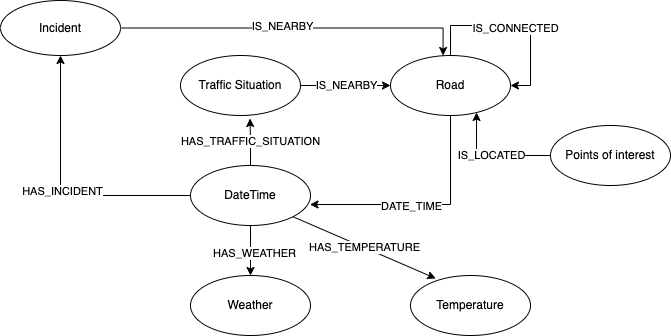 Incident
IS_NEARBY
IS_CONNECTED
Traffic Situation
IS_NEARBY
Road
HAS_TRAFFIC_SITUATION
IS_LOCATED
Points of interest
HAS_INCIDENT
DateTime
DATE_TIME
HAS_WEATHER
HAS_TEMPERATURE
Weather
Temperature